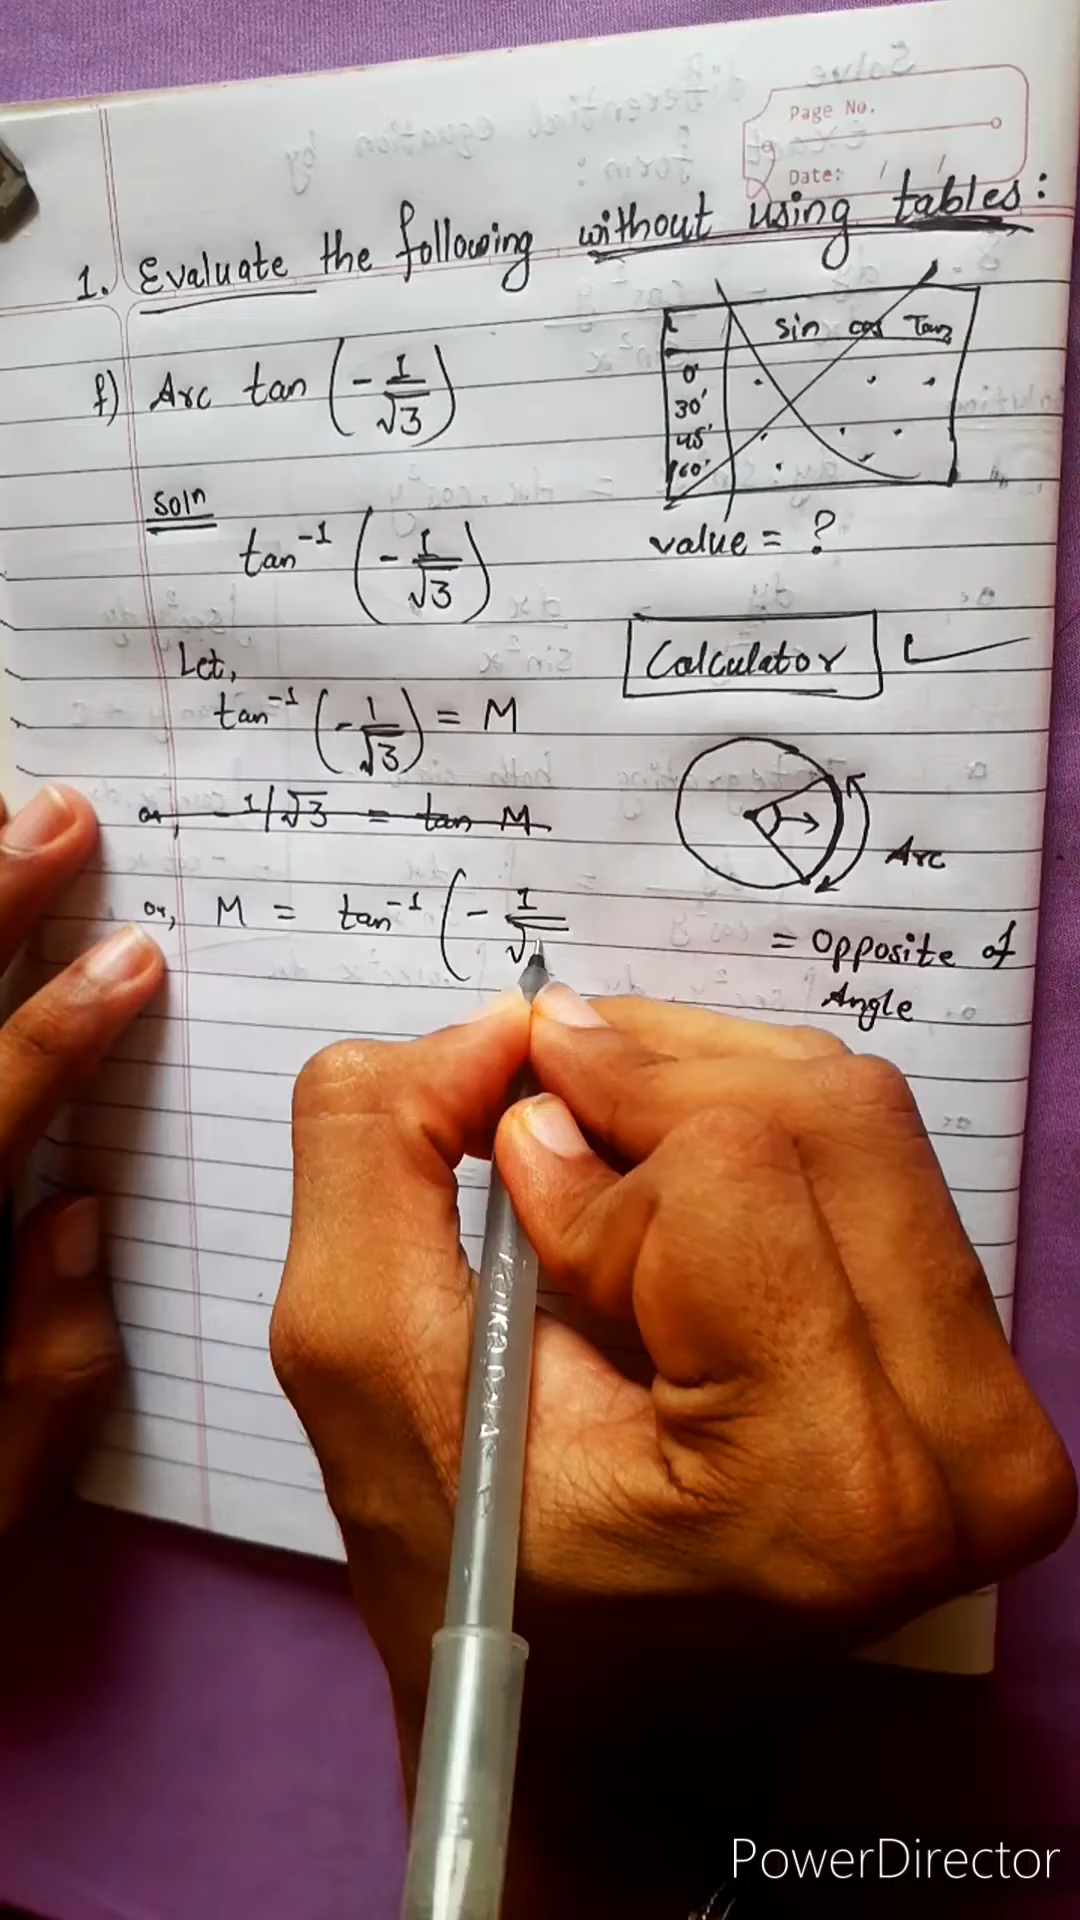 Page No.
Date: / /
1. Evaluate the following without using tables:
f) Arc tan (-1/√3)
sin cos Tan
0°
30°
45°
60°
Soln
tan⁻¹ (-1/√3)
value = ?
Let,
Calculator
tan⁻¹ (-1/√3) = M
or, -1/√3 = tan M
Arc
or, M = tan⁻¹ (-1/√
= Opposite of
Angle
PowerDirector